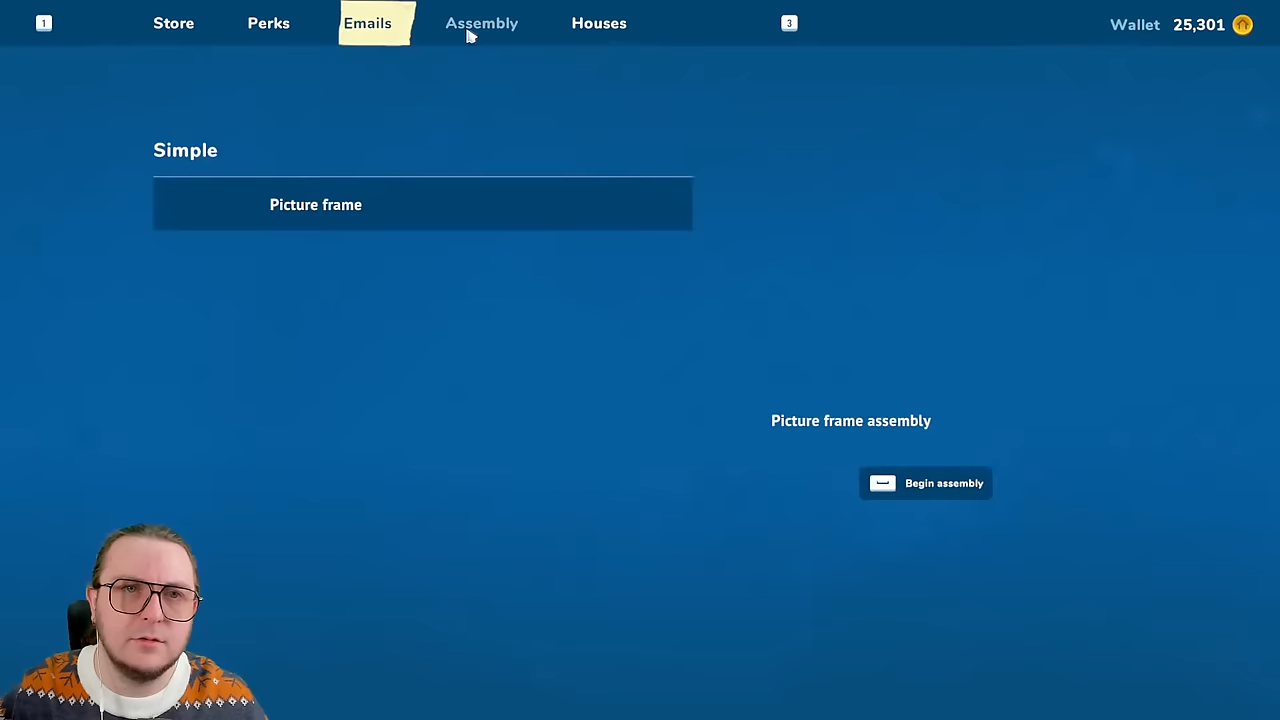 1 Store Perks Emails Assembly Houses 3 Wallet 25,301
Simple
Picture frame
Picture frame assembly
Begin assembly